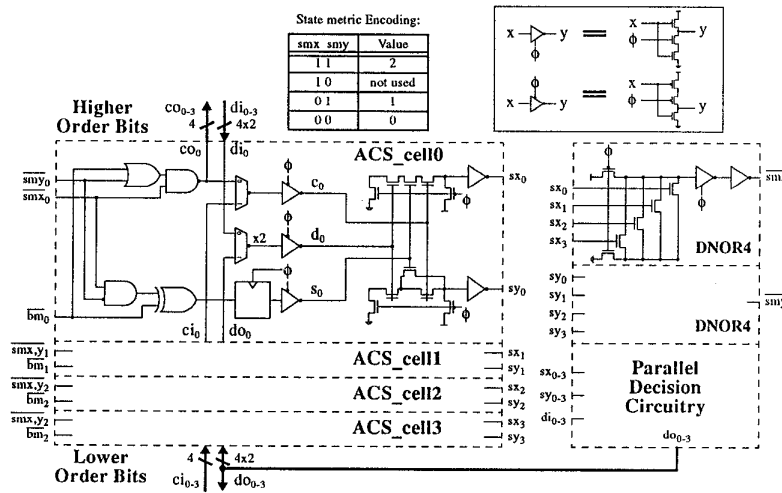 State metric Encoding:
smx smy Value
1 1 2
1 0 not used
0 1 1
0 0 0
x y x ϕ y
ϕ
ϕ
x y x ϕ y
Higher Order Bits
co0-3 di0-3
4 4x2
co0 di0
ACS_cell0
smy0
smx0
ϕ c0
x2 ϕ d0
ϕ s0
bm0
ci0 do0
ϕ sx0
ϕ sy0
smx,y1
bm1
ACS_cell1
sx1
sy1
smx,y2
bm2
ACS_cell2
sx2
sy2
smx,y2
bm2
ACS_cell3
sx3
sy3
Lower Order Bits
4 4x2
ci0-3 do0-3
ϕ
sx0
sx1
sx2
sx3
ϕ
ϕ
DNOR4
sy0
sy1
sy2
sy3
DNOR4
sx0-3
sy0-3
di0-3
Parallel
Decision
Circuitry
do0-3